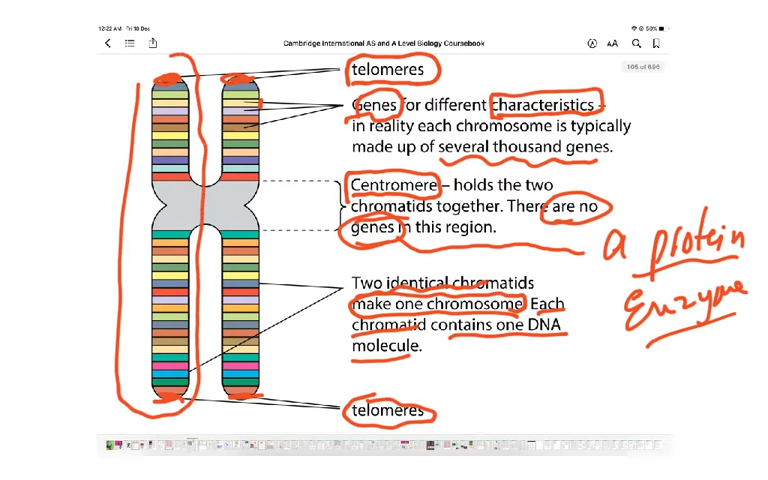 12:22 AM Fri 10 Dec
50%
Cambridge International AS and A Level Biology Coursebook
AA
105 of 696
telomeres
Genes for different characteristics –
in reality each chromosome is typically
made up of several thousand genes.
Centromere – holds the two
chromatids together. There are no
genes in this region.
a protein
Enzyme
Two identical chromatids
make one chromosome. Each
chromatid contains one DNA
molecule.
telomeres